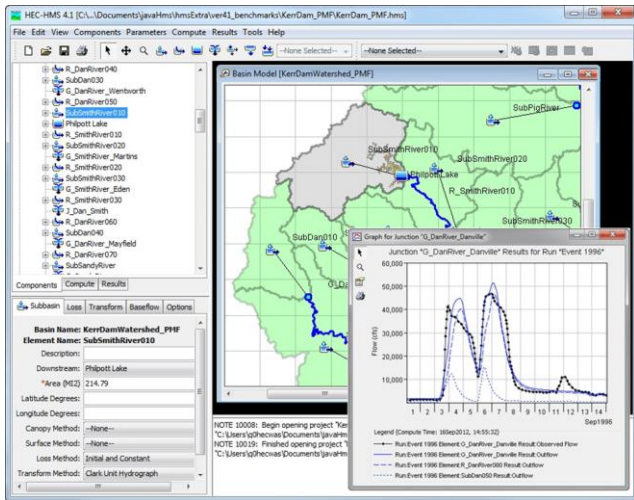 HEC-HMS 4.1 [C:\...\Documents\javaHms\hmsExtra\ver41_benchmarks\KerrDam_PMF\KerrDam_PMF.hms]
File Edit View Components Parameters Compute Results Tools Help
--None Selected-- --None Selected--
R_DanRiver040
SubDan030
G_DanRiver_Wentworth
R_DanRiver050
SubSmithRiver010
Philpott Lake
R_SmithRiver010
SubSmithRiver020
G_SmithRiver_Martins
R_SmithRiver020
SubSmithRiver030
G_SmithRiver_Eden
R_SmithRiver030
J_Dan_Smith
R_DanRiver060
SubDan040
G_DanRiver_Mayfield
R_DanRiver070
SubSandyRiver
Components Compute Results
Subbasin Loss Transform Baseflow Options
Basin Name: KerrDamWatershed_PMF
Element Name: SubSmithRiver010
Description:
Downstream: Philpott Lake
*Area (MI2) 214.79
Latitude Degrees:
Longitude Degrees:
Canopy Method: --None--
Surface Method: --None--
Loss Method: Initial and Constant
Transform Method: Clark Unit Hydrograph
Basin Model [KerrDamWatershed_PMF]
SubPigRiver
SubSmithRiver010
SubSmithRiver020
Philpott Lake
R_SmithRiver010
SubSmithRiver030
SubDan010
G_Da
NOTE 10008: Begin opening project "Ker
"C:\Users\q0hecwas\Documents\javaHm
NOTE 10019: Finished opening project "
"C:\Users\q0hecwas\Documents\javaHm
Graph for Junction "G_DanRiver_Danville"
Junction "G_DanRiver_Danville" Results for Run "Event 1996"
60,000
50,000
40,000
30,000
20,000
10,000
Flow (cfs)
1 2 3 4 5 6 7 8 9 10 11 12 13 14
Sep1996
Legend (Compute Time: 16Sep2012, 14:55:32)
Run:Event 1996 Element:G_DanRiver_Danville Result:Observed Flow
Run:Event 1996 Element:G_DanRiver_Danville Result:Outflow
Run:Event 1996 Element:R_DanRiver080 Result:Outflow
Run:Event 1996 Element:SubDan050 Result:Outflow